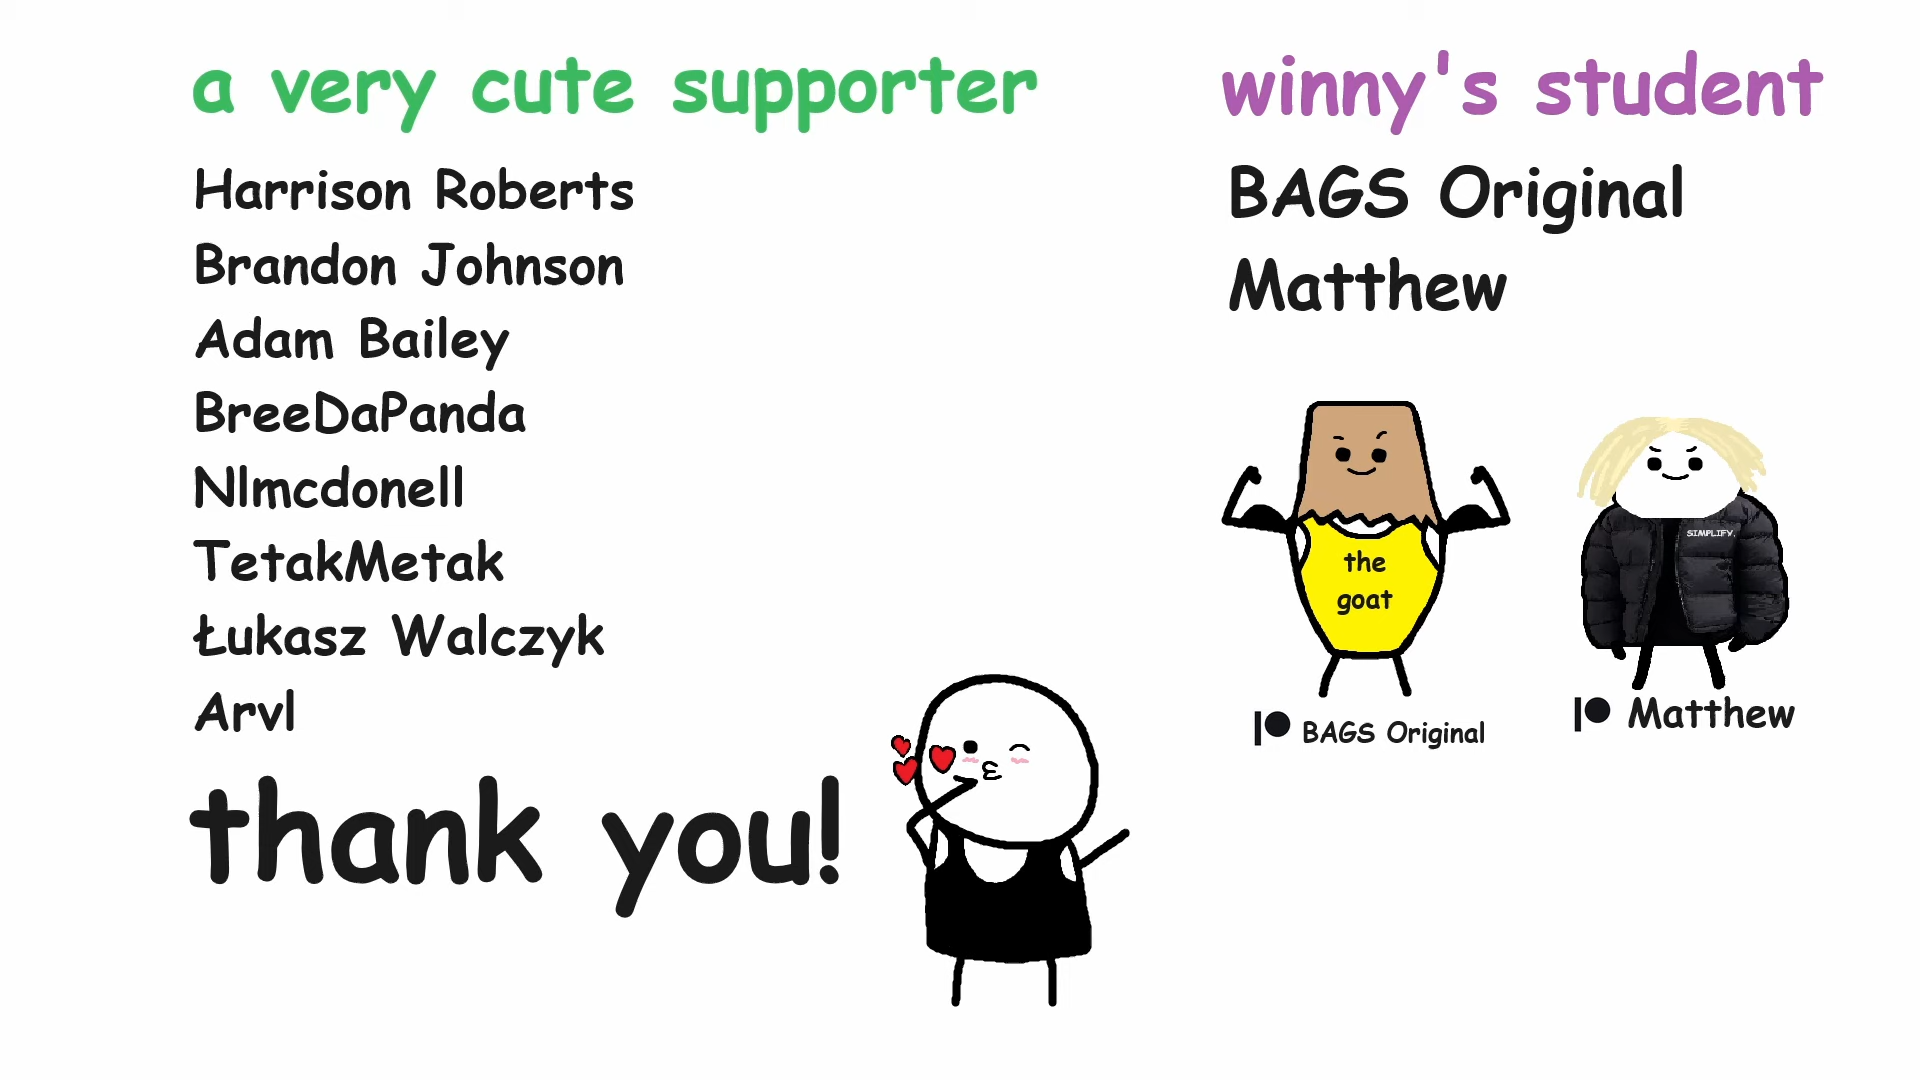 a very cute supporter
Harrison Roberts
Brandon Johnson
Adam Bailey
BreeDaPanda
Nlmcdonell
TetakMetak
Łukasz Walczyk
Arvl
thank you!
winny's student
BAGS Original
Matthew
the
goat
SIMPLIFY.
BAGS Original
Matthew